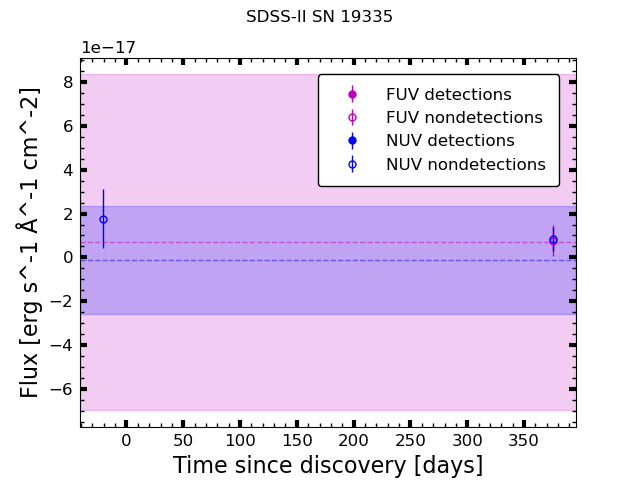 SDSS-II SN 19335
1e−17
FUV detections
FUV nondetections
NUV detections
NUV nondetections
8
6
4
2
0
−2
−4
−6
Flux [erg s^-1 Å^-1 cm^-2]
0 50 100 150 200 250 300 350
Time since discovery [days]